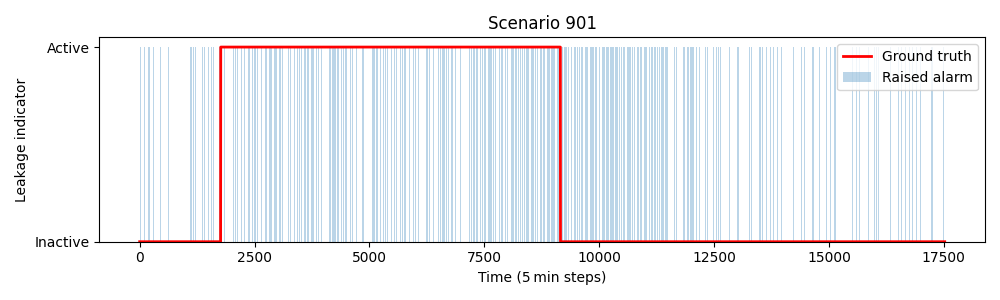 Scenario 901
Active
Inactive
Leakage indicator
Ground truth
Raised alarm
0 2500 5000 7500 10000 12500 15000 17500
Time (5 min steps)